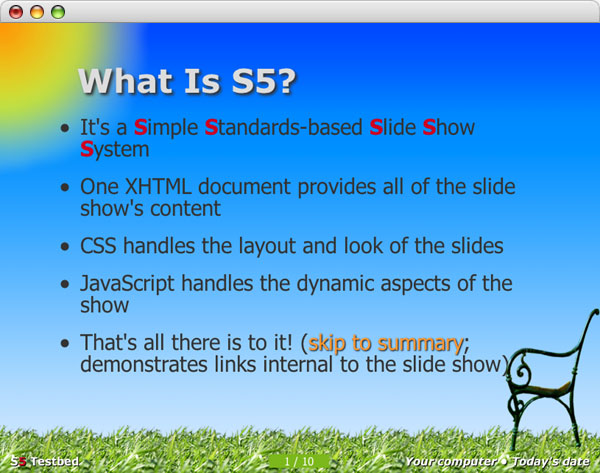 What Is S5?
• It's a Simple Standards-based Slide Show
System
• One XHTML document provides all of the slide
show's content
• CSS handles the layout and look of the slides
• JavaScript handles the dynamic aspects of the
show
• That's all there is to it! (skip to summary;
demonstrates links internal to the slide show)
S5 Testbed
1 / 10
Your computer • Today's date